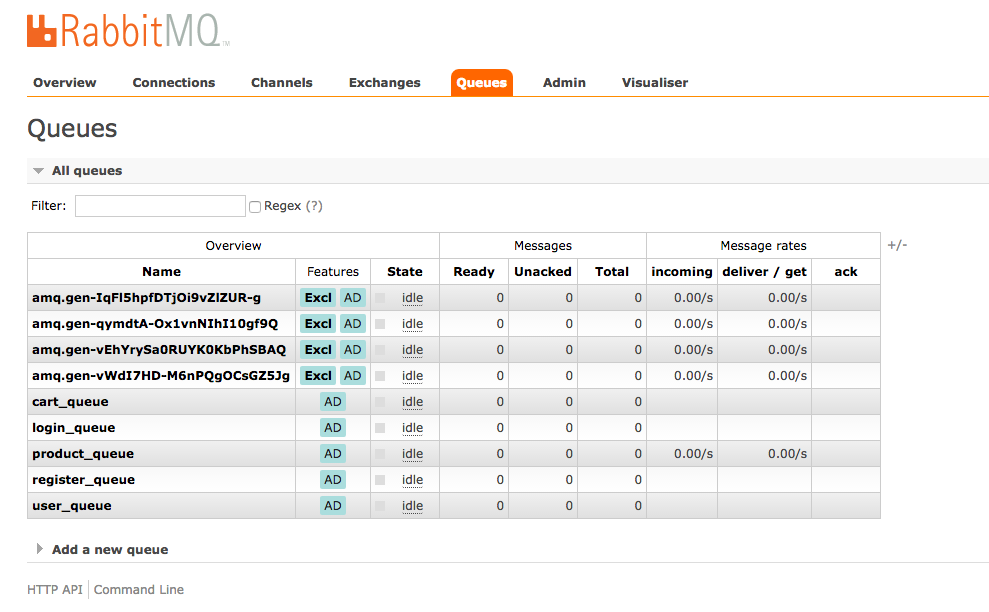 RabbitMQ TM
Overview Connections Channels Exchanges Queues Admin Visualiser
Queues
All queues
Filter: Regex (?)
Overview Messages Message rates +/-
Name Features State Ready Unacked Total incoming deliver / get ack
amq.gen-IqFl5hpfDTjOi9vZlZUR-g Excl AD idle 0 0 0 0.00/s 0.00/s
amq.gen-qymdtA-Ox1vnNIhI10gf9Q Excl AD idle 0 0 0 0.00/s 0.00/s
amq.gen-vEhYrySa0RUYK0KbPhSBAQ Excl AD idle 0 0 0 0.00/s 0.00/s
amq.gen-vWdI7HD-M6nPQgOCsGZ5Jg Excl AD idle 0 0 0 0.00/s 0.00/s
cart_queue AD idle 0 0 0
login_queue AD idle 0 0 0
product_queue AD idle 0 0 0 0.00/s 0.00/s
register_queue AD idle 0 0 0
user_queue AD idle 0 0 0
Add a new queue
HTTP API Command Line